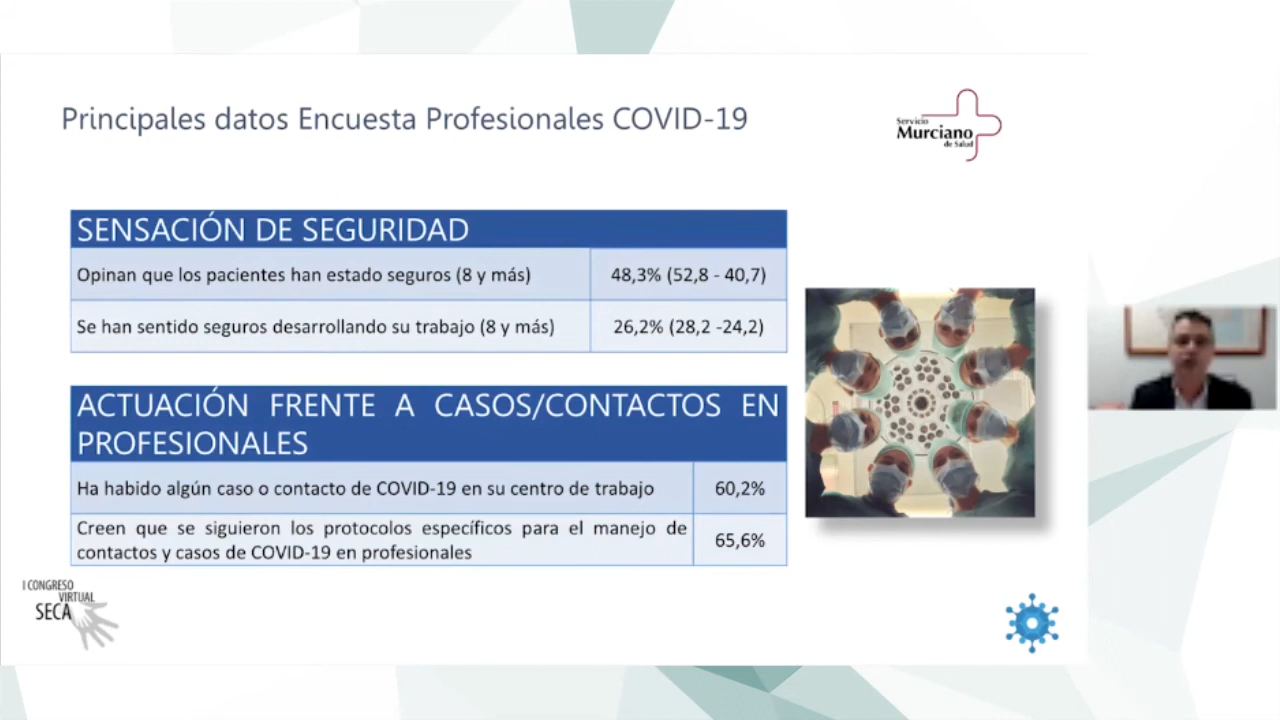 Principales datos Encuesta Profesionales COVID-19
Servicio
Murciano
de Salud
SENSACIÓN DE SEGURIDAD
Opinan que los pacientes han estado seguros (8 y más) 48,3% (52,8 - 40,7)
Se han sentido seguros desarrollando su trabajo (8 y más) 26,2% (28,2 -24,2)
ACTUACIÓN FRENTE A CASOS/CONTACTOS EN
PROFESIONALES
Ha habido algún caso o contacto de COVID-19 en su centro de trabajo 60,2%
Creen que se siguieron los protocolos específicos para el manejo de
contactos y casos de COVID-19 en profesionales 65,6%
I CONGRESO
VIRTUAL
SECA